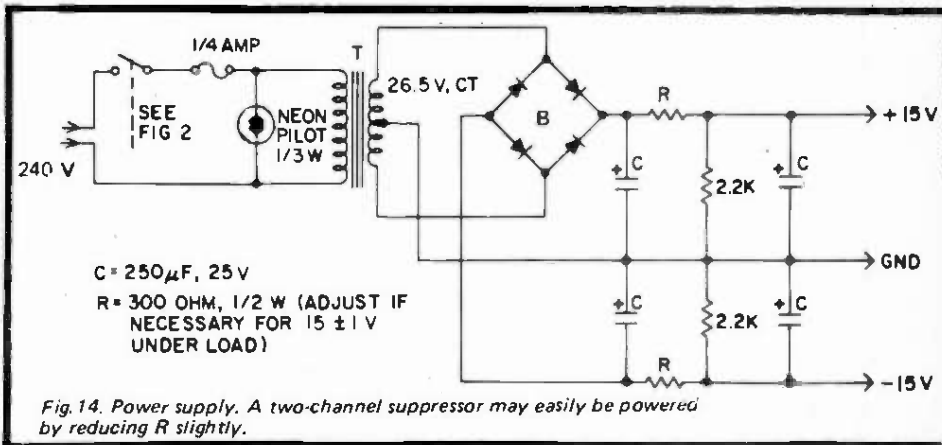 1/4 AMP
T
26.5 V, CT
SEE
FIG 2
NEON
PILOT
1/3 W
240 V
B
R
+15V
+ C
2.2K
+ C
GND
+ C
2.2K
+ C
R
-15V
C = 250µF, 25 V
R = 300 OHM, 1/2 W (ADJUST IF
NECESSARY FOR 15 ±1 V
UNDER LOAD)
Fig. 14. Power supply. A two-channel suppressor may easily be powered
by reducing R slightly.